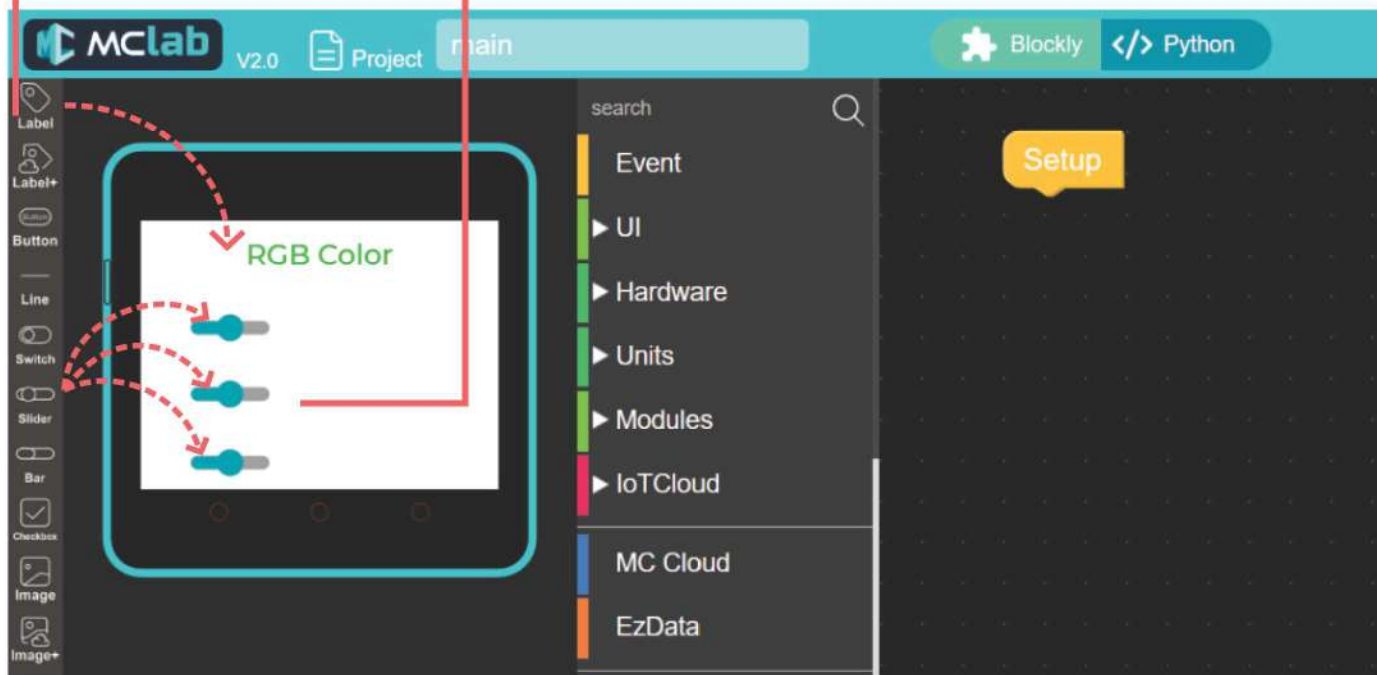 MClab V2.0 Project main Blockly </> Python
Label
Label+
Button
Button
Line
Switch
Slider
Bar
Checkbox
Image
Image+
RGB Color
search
Event
UI
Hardware
Units
Modules
IoTCloud
MC Cloud
EzData
Setup